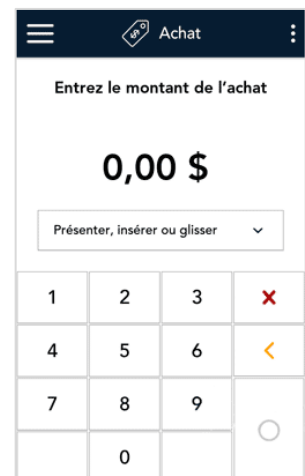 Achat
Entrez le montant de l'achat
0,00 $
Présenter, insérer ou glisser
1 2 3
4 5 6
7 8 9
0